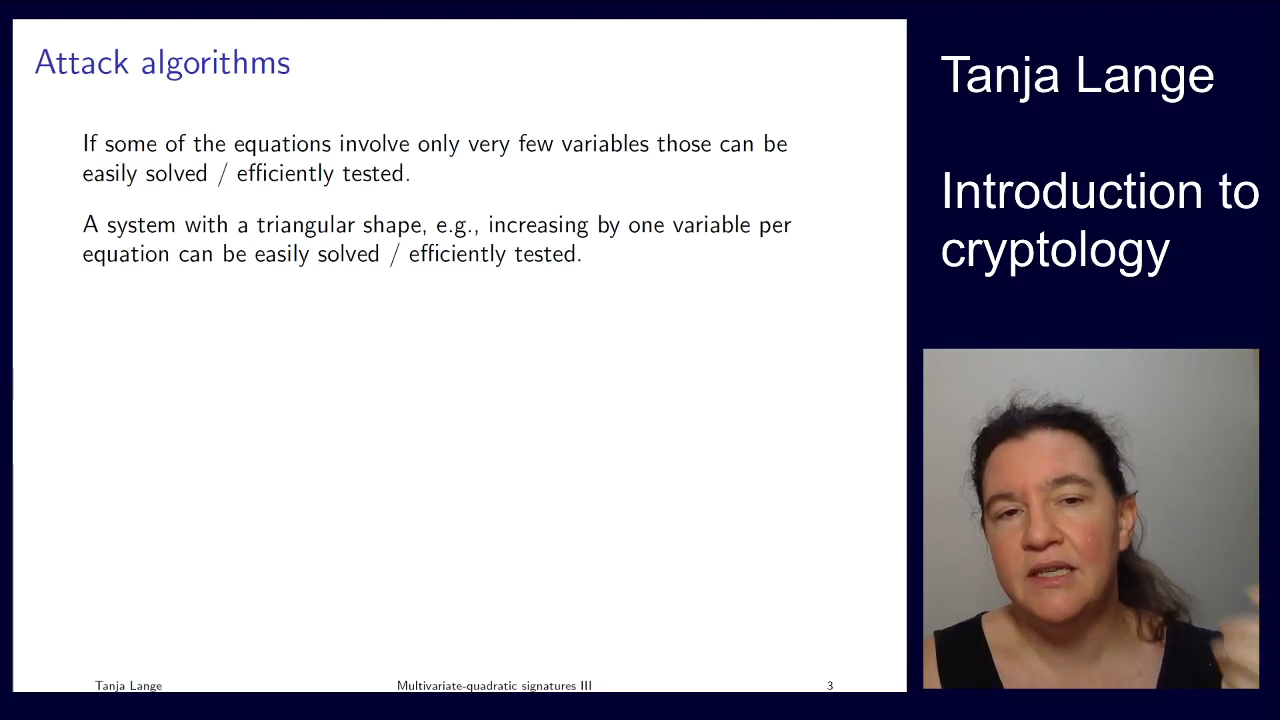 Attack algorithms
If some of the equations involve only very few variables those can be
easily solved / efficiently tested.
A system with a triangular shape, e.g., increasing by one variable per
equation can be easily solved / efficiently tested.
Tanja Lange
Multivariate-quadratic signatures III
3
Tanja Lange
Introduction to
cryptology